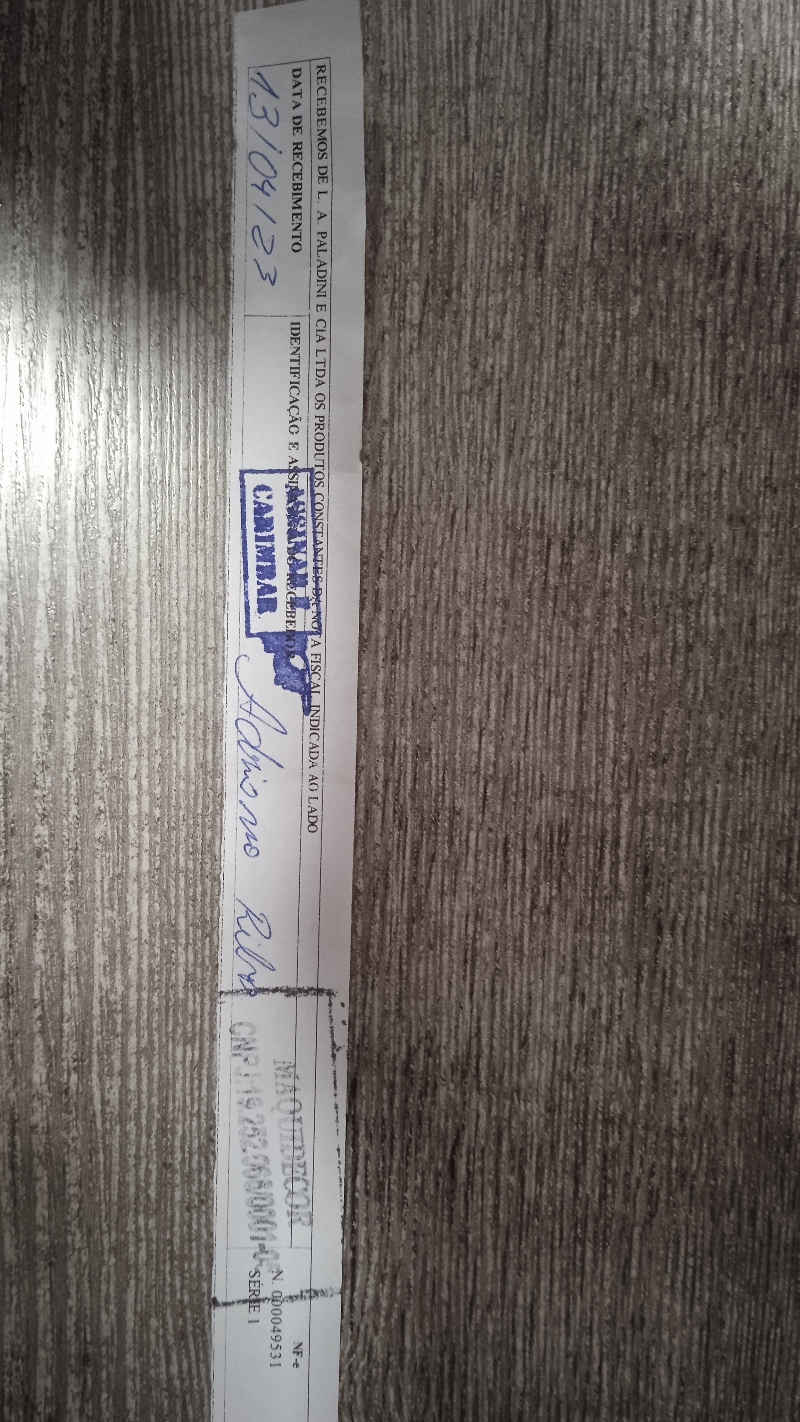 RECEBEMOS DE L. A. PALADINI E CIA LTDA OS PRODUTOS CONSTANTES DA NOTA FISCAL INDICADA AO LADO
DATA DE RECEBIMENTO
13/04/23
IDENTIFICAÇÃO E ASSINATURA DO RECEBEDOR
CARIMBAR
Adriano
MAQUIDECOR
NF-e
N. 000049531
SÉRIE 1